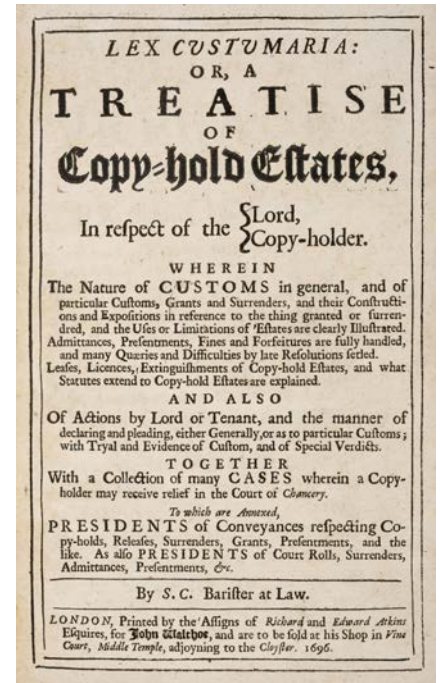 LEX CVSTVMARIA:
OR, A
TREATISE
OF
Copy-hold Eſtates,
In reſpect of the {Lord,
{Copy-holder.
WHEREIN
The Nature of CUSTOMS in general, and of
particular Cuſtoms, Grants and Surrenders, and their Conſtructi-
ons and Expoſitions in reference to the thing granted or ſurren-
dred, and the Uſes or Limitations of Eſtates are clearly Illuſtrated.
Admittances, Preſentments, Fines and Forfeitures are fully handled,
and many Quæries and Difficulties by late Reſolutions ſetled.
Leaſes, Licences, Extinguiſhments of Copy-hold Eſtates, and what
Statutes extend to Copy-hold Eſtates are explained.
AND ALSO
Of Actions by Lord or Tenant, and the manner of
declaring and pleading, either Generally, or as to particular Cuſtoms;
with Tryal and Evidence of Cuſtom, and of Special Verdicts.
TOGETHER
With a Collection of many CASES wherein a Copy-
holder may receive relief in the Court of Chancery.
To which are Annexed,
PRESIDENTS of Conveyances reſpecting Co-
py-holds, Releaſes, Surrenders, Grants, Preſentments, and the
like. As alſo PRESIDENTS of Court Rolls, Surrenders,
Admittances, Preſentments, &c.
By S. C. Bariſter at Law.
LONDON, Printed by the Aſſigns of Richard and Edward Atkins
Eſquires, for John Walthoe, and are to be ſold at his Shop in Vine
Court, Middle Temple, adjoyning to the Cloyſter. 1696.